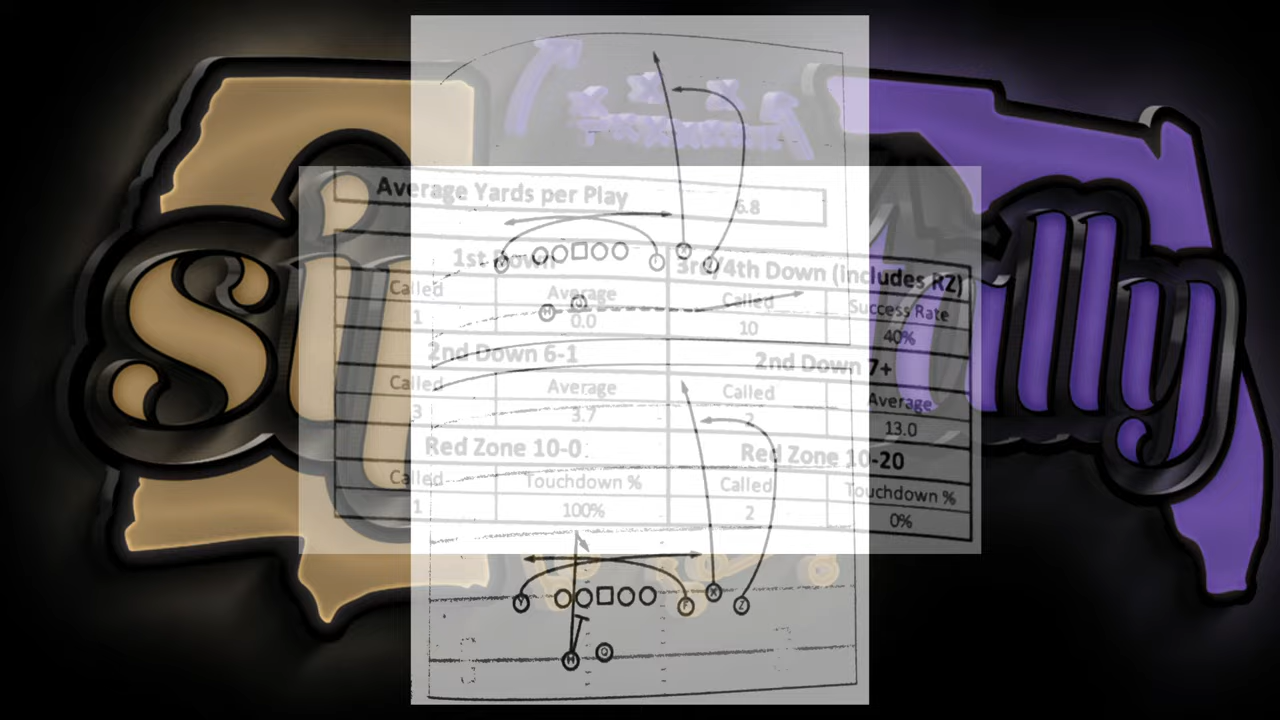 Average Yards per Play 6.8
1st Down 3rd/4th Down (Includes RZ)
Called Average Called Success Rate
1 0.0 10 40%
2nd Down 6-1 2nd Down 7+
Called Average Called Average
3 3.7 2 13.0
Red Zone 10-0 Red Zone 10-20
Called Touchdown % Called Touchdown %
1 100% 2 0%
H Q
Y F X Z
H Q